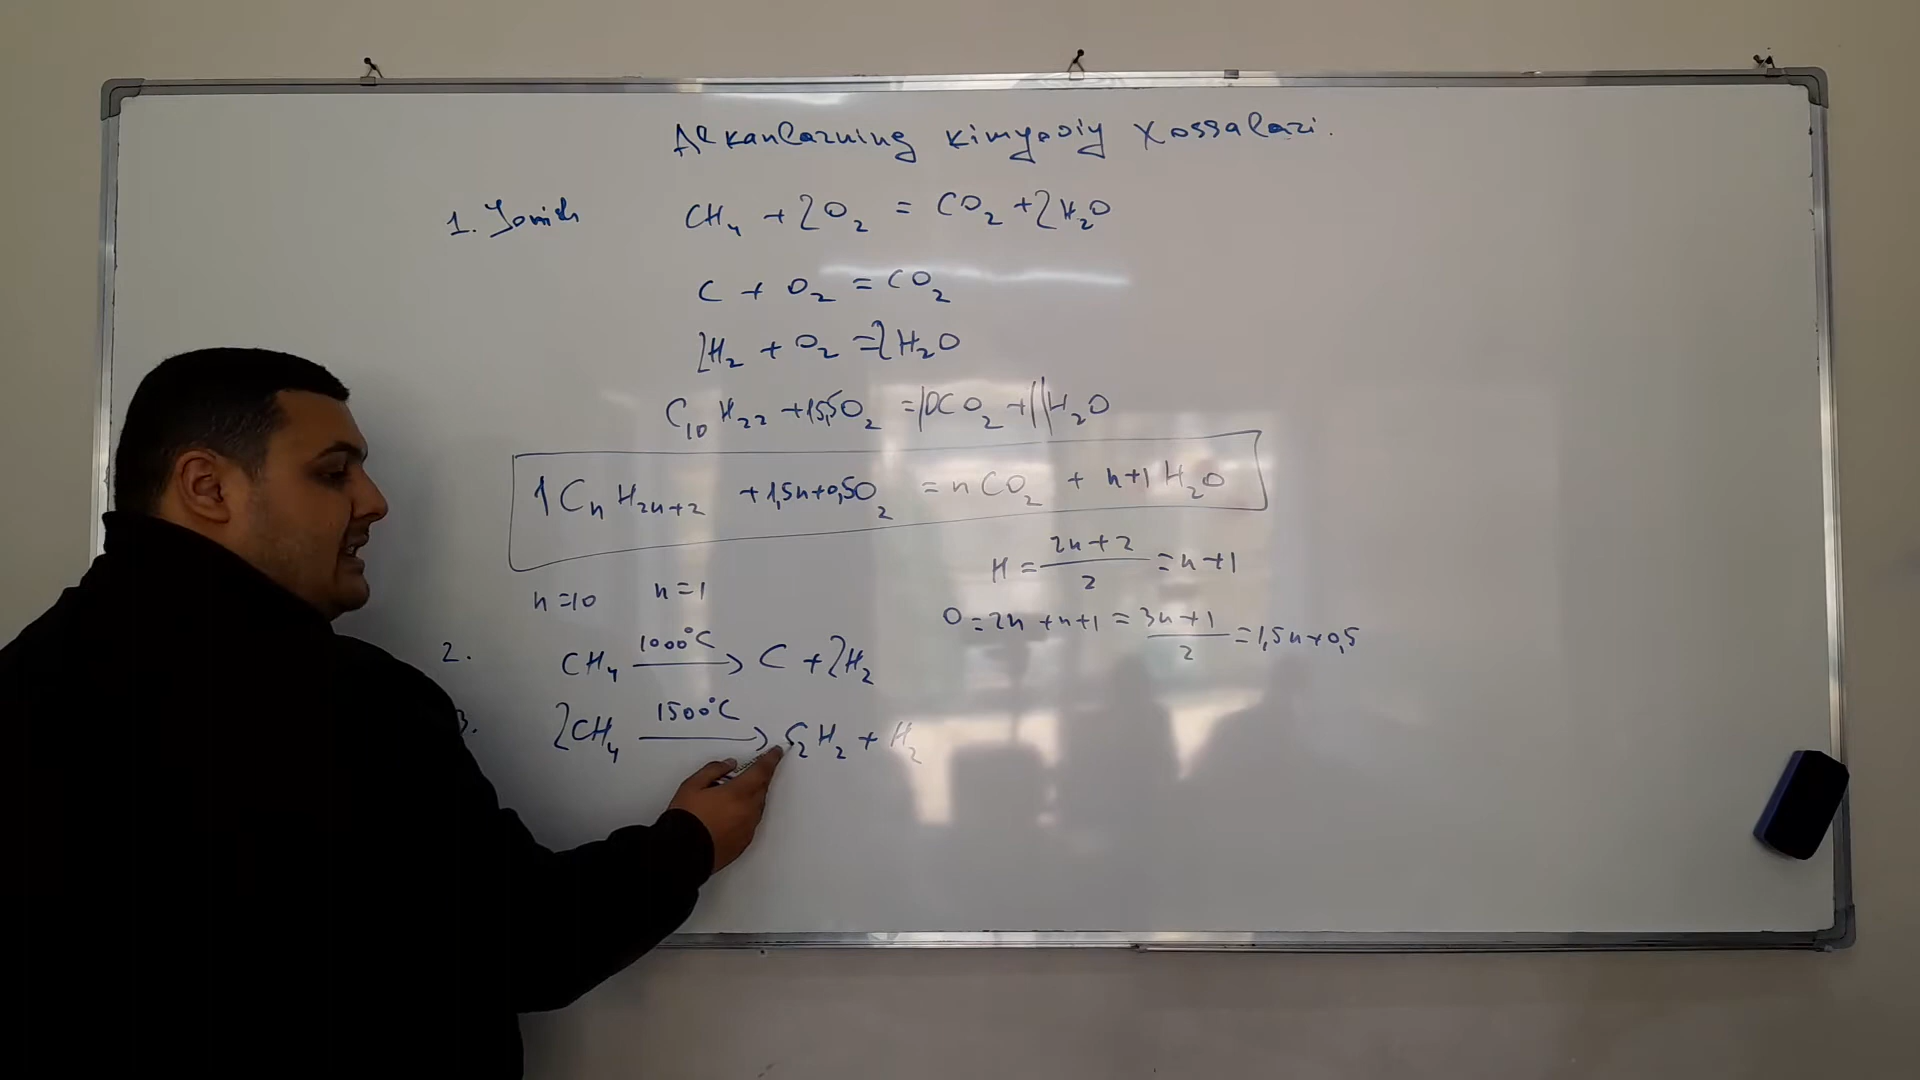 Alkanlarning kimyoviy xossalari.
1. Yonish CH₄ + 2O₂ = CO₂ + 2H₂O
C + O₂ = CO₂
2H₂ + O₂ = 2H₂O
C₁₀H₂₂ + 15,5O₂ = 10CO₂ + 11H₂O
1CₙH₂ₙ₊₂ + 1,5n+0,5O₂ = nCO₂ + n+1H₂O
H = (2n+2)/2 = n+1
n=10 n=1
O = 2n+n+1 = (3n+1)/2 = 1,5n+0,5
2. CH₄ 1000°C → C + 2H₂
3. 2CH₄ 1500°C → C₂H₂ + H₂